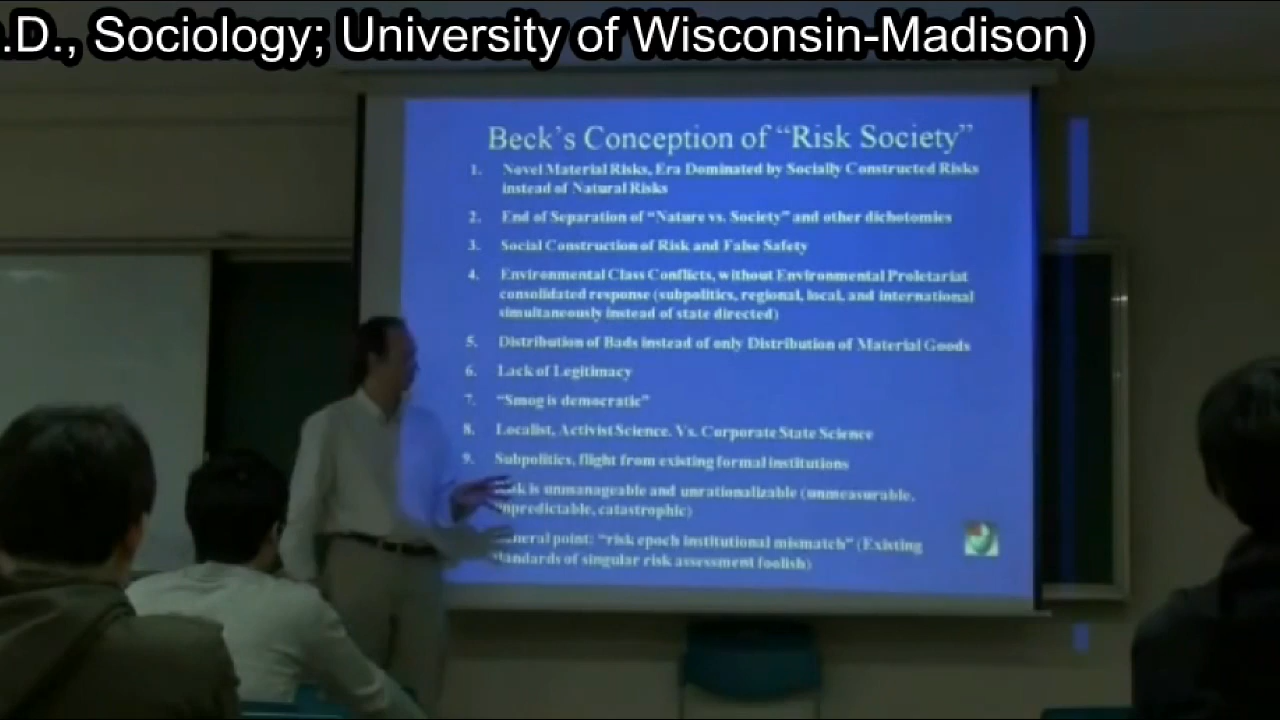 .D., Sociology; University of Wisconsin-Madison)
Beck's Conception of “Risk Society”
1. Novel Material Risks, Era Dominated by Socially Constructed Risks
instead of Natural Risks
2. End of Separation of “Nature vs. Society” and other dichotomies
3. Social Construction of Risk and False Safety
4. Environmental Class Conflicts, without Environmental Proletariat
consolidated response (subpolitics, regional, local, and international
simultaneously instead of state directed)
5. Distribution of Bads instead of only Distribution of Material Goods
6. Lack of Legitimacy
7. “Smog is democratic”
8. Localist, Activist Science. Vs. Corporate State Science
9. Subpolitics, flight from existing formal institutions
is unmanageable and unrationalizable (unmeasurable,
npredictable, catastrophic)
neral point: “risk epoch institutional mismatch” (Existing
tandards of singular risk assessment foolish)